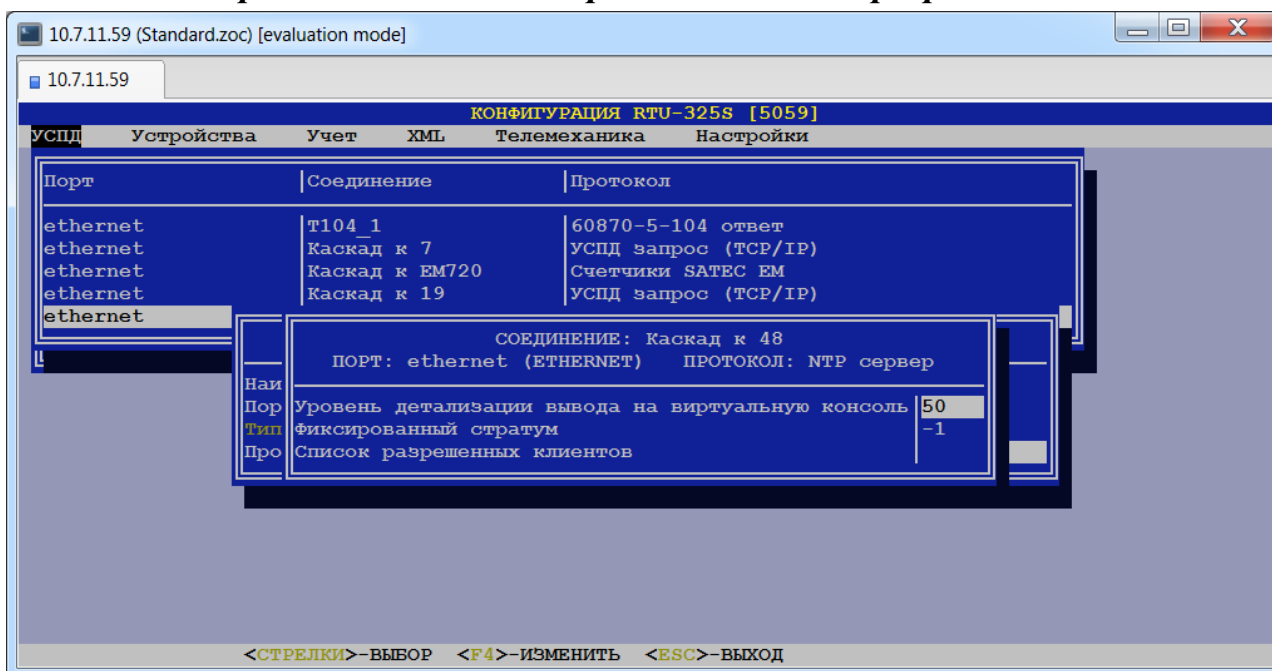 10.7.11.59 (Standard.zoc) [evaluation mode]
10.7.11.59
КОНФИГУРАЦИЯ RTU-325S [5059]
УСПД Устройства Учет XML Телемеханика Настройки
Порт Соединение Протокол
ethernet T104_1 60870-5-104 ответ
ethernet Каскад к 7 УСПД запрос (TCP/IP)
ethernet Каскад к EM720 Счетчики SATEC EM
ethernet Каскад к 19 УСПД запрос (TCP/IP)
ethernet
СОЕДИНЕНИЕ: Каскад к 48
ПОРТ: ethernet (ETHERNET) ПРОТОКОЛ: NTP сервер
Наи
Пор Уровень детализации вывода на виртуальную консоль 50
Тип Фиксированный стратум -1
Про Список разрешенных клиентов
<СТРЕЛКИ>-ВЫБОР <F4>-ИЗМЕНИТЬ <ESC>-ВЫХОД